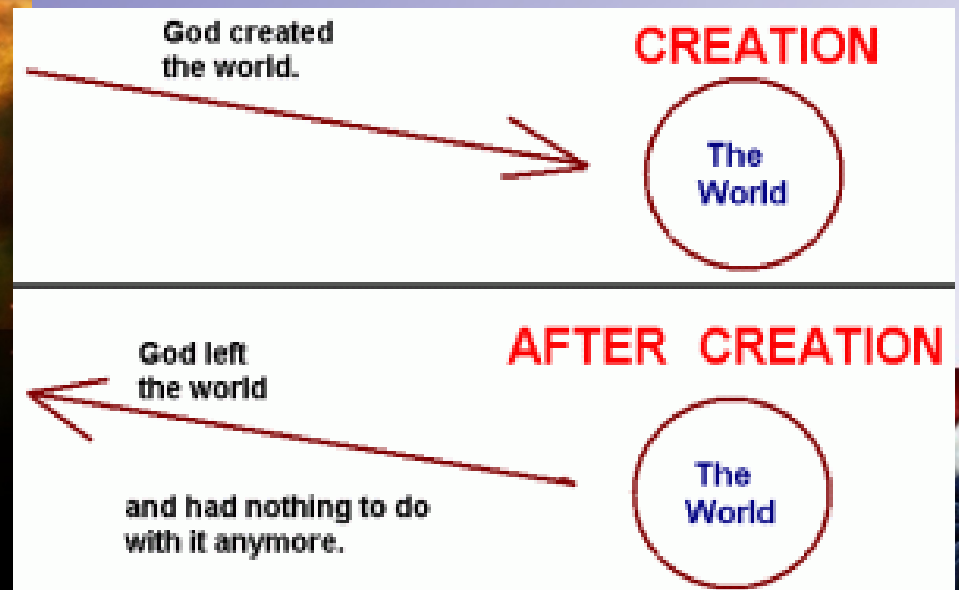 God created
the world.
CREATION
The
World
AFTER CREATION
God left
the world
The
World
and had nothing to do
with it anymore.